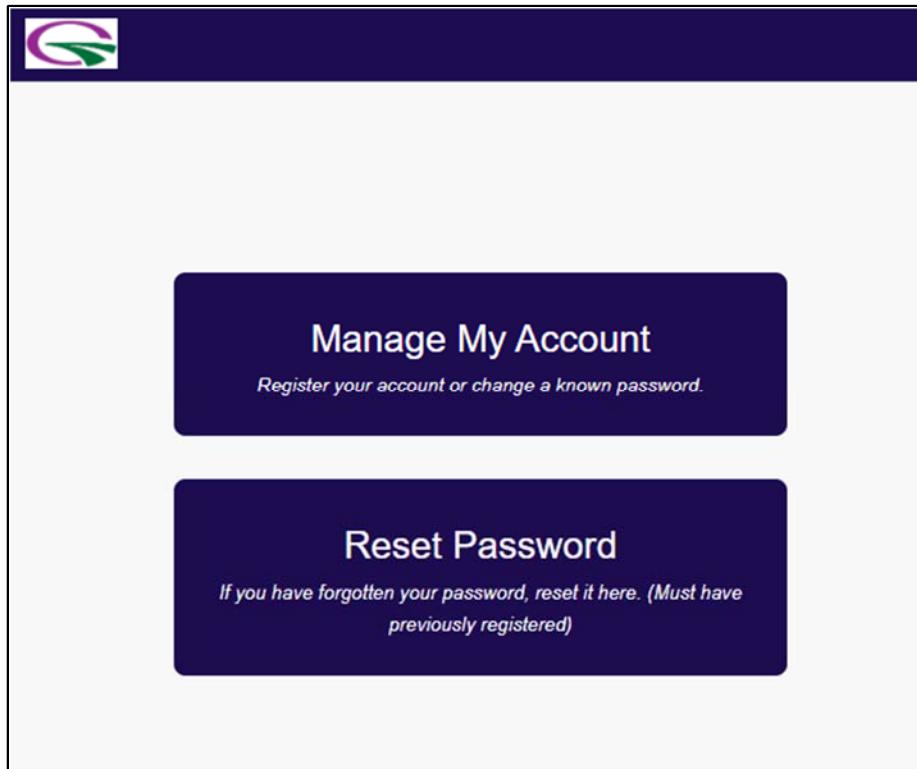 Manage My Account
Register your account or change a known password.
Reset Password
If you have forgotten your password, reset it here. (Must have
previously registered)